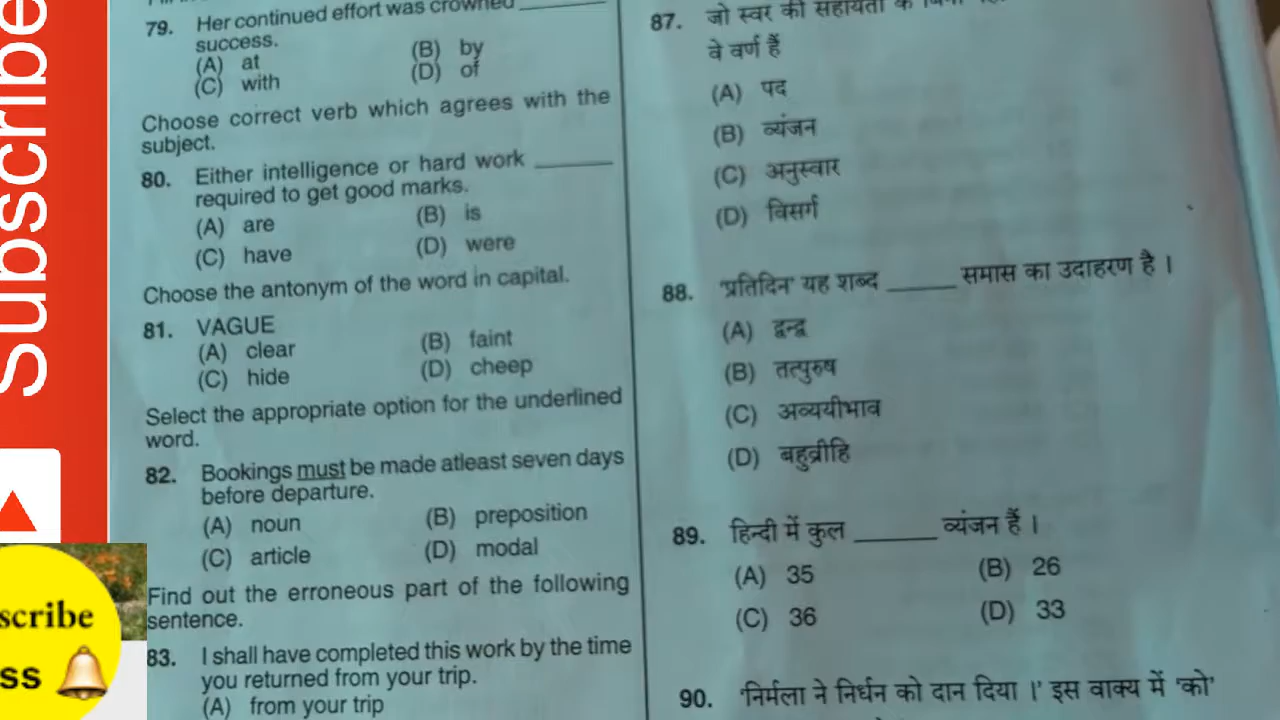 Subscribe
scribe
ss
79. Her continued effort was crowned ______
success.
(A) at (B) by
(C) with (D) of
Choose correct verb which agrees with the
subject.
80. Either intelligence or hard work ______
required to get good marks.
(A) are (B) is
(C) have (D) were
Choose the antonym of the word in capital.
81. VAGUE
(A) clear (B) faint
(C) hide (D) cheep
Select the appropriate option for the underlined
word.
82. Bookings must be made atleast seven days
before departure.
(A) noun (B) preposition
(C) article (D) modal
Find out the erroneous part of the following
sentence.
83. I shall have completed this work by the time
you returned from your trip.
(A) from your trip
87. जो स्वर की सहायता के बिना
वे वर्ण हैं
(A) पद
(B) व्यंजन
(C) अनुस्वार
(D) विसर्ग
88. 'प्रतिदिन' यह शब्द ______ समास का उदाहरण है ।
(A) द्वन्द्व
(B) तत्पुरुष
(C) अव्ययीभाव
(D) बहुव्रीहि
89. हिन्दी में कुल ______ व्यंजन हैं ।
(A) 35 (B) 26
(C) 36 (D) 33
90. 'निर्मला ने निर्धन को दान दिया ।' इस वाक्य में 'को'